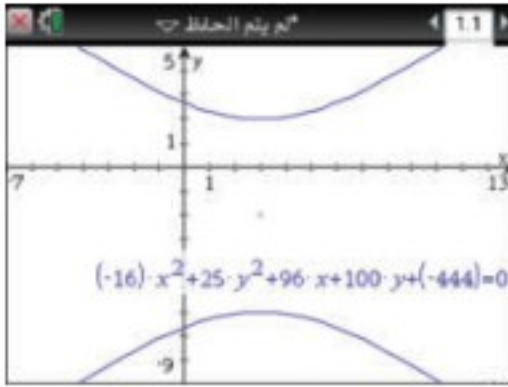 *لم يتم الحفظ 1.1
5 y
1
-7 1 x 13
(-16)·x²+25·y²+96·x+100·y+(-444)=0
-9